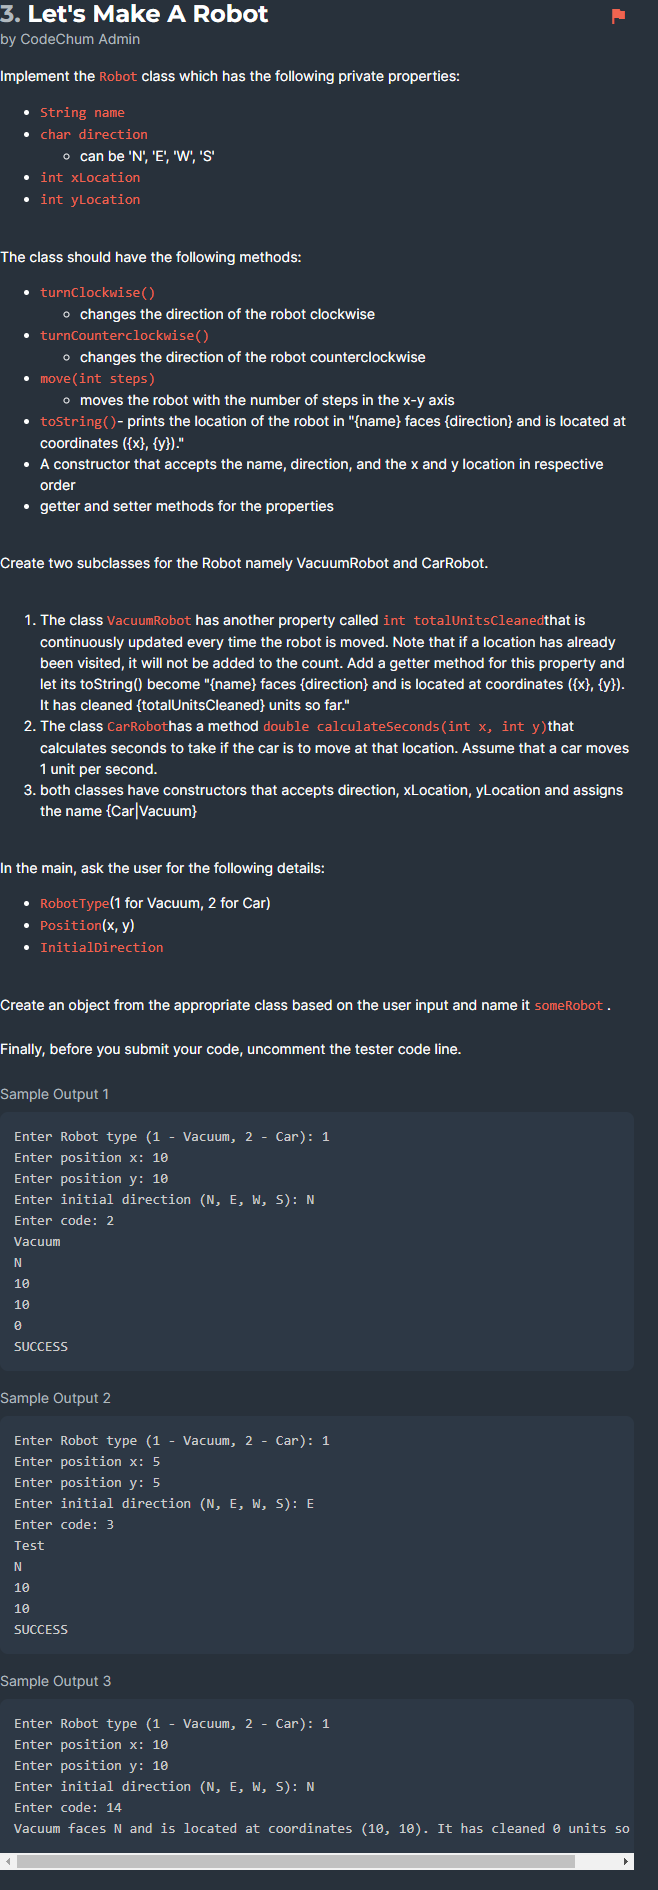 3. Let's Make A Robot
by CodeChum Admin
Implement the Robot class which has the following private properties:
String name
char direction
can be 'N', 'E', 'W', 'S'
int xLocation
int yLocation
The class should have the following methods:
turnClockwise()
changes the direction of the robot clockwise
turnCounterclockwise()
changes the direction of the robot counterclockwise
move(int steps)
moves the robot with the number of steps in the x-y axis
toString()- prints the location of the robot in "{name} faces {direction} and is located at
coordinates ({x}, {y})."
A constructor that accepts the name, direction, and the x and y location in respective
order
getter and setter methods for the properties
Create two subclasses for the Robot namely VacuumRobot and CarRobot.
1. The class VacuumRobot has another property called int totalUnitsCleanedthat is
continuously updated every time the robot is moved. Note that if a location has already
been visited, it will not be added to the count. Add a getter method for this property and
let its toString() become "{name} faces {direction} and is located at coordinates ({x}, {y}).
It has cleaned {totalUnitsCleaned} units so far."
2. The class CarRobothas a method double calculateSeconds(int x, int y)that
calculates seconds to take if the car is to move at that location. Assume that a car moves
1 unit per second.
3. both classes have constructors that accepts direction, xLocation, yLocation and assigns
the name {Car|Vacuum}
In the main, ask the user for the following details:
RobotType(1 for Vacuum, 2 for Car)
Position(x, y)
InitialDirection
Create an object from the appropriate class based on the user input and name it someRobot .
Finally, before you submit your code, uncomment the tester code line.
Sample Output 1
Enter Robot type (1 - Vacuum, 2 - Car): 1
Enter position x: 10
Enter position y: 10
Enter initial direction (N, E, W, S): N
Enter code: 2
Vacuum
N
10
10
0
SUCCESS
Sample Output 2
Enter Robot type (1 - Vacuum, 2 - Car): 1
Enter position x: 5
Enter position y: 5
Enter initial direction (N, E, W, S): E
Enter code: 3
Test
N
10
10
SUCCESS
Sample Output 3
Enter Robot type (1 - Vacuum, 2 - Car): 1
Enter position x: 10
Enter position y: 10
Enter initial direction (N, E, W, S): N
Enter code: 14
Vacuum faces N and is located at coordinates (10, 10). It has cleaned 0 units so